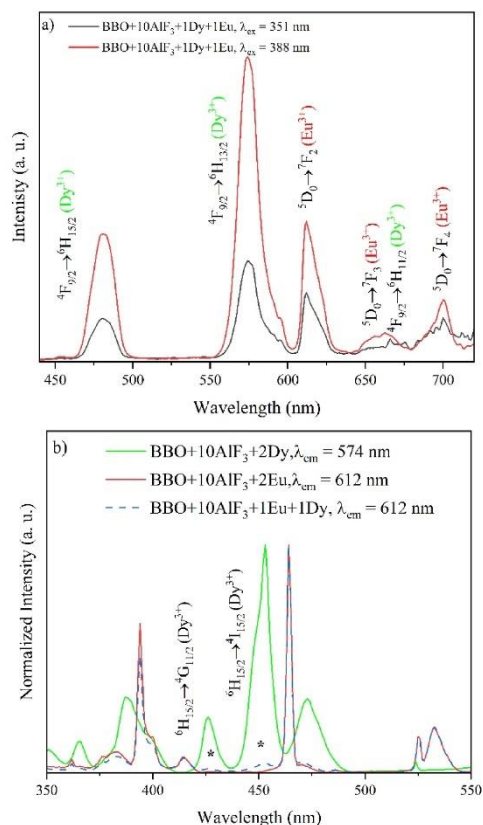 a)
BBO+10AlF₃+1Dy+1Eu, λₑₓ = 351 nm
BBO+10AlF₃+1Dy+1Eu, λₑₓ = 388 nm
Intenisty (a. u.)
⁴F₉/₂→⁶H₁₅/₂ (Dy³⁺)
⁴F₉/₂→⁶H₁₃/₂ (Dy³⁺)
⁵D₀→⁷F₂ (Eu³⁺)
⁵D₀→⁷F₃ (Eu³⁺)
⁴F₉/₂→⁶H₁₁/₂ (Dy³⁺)
⁵D₀→⁷F₄ (Eu³⁺)
450 500 550 600 650 700
Wavelength (nm)
b)
BBO+10AlF₃+2Dy,λₑₘ = 574 nm
BBO+10AlF₃+2Eu,λₑₘ = 612 nm
BBO+10AlF₃+1Eu+1Dy, λₑₘ = 612 nm
Normalized Intensity (a. u.)
⁶H₁₅/₂→⁴G₁₁/₂ (Dy³⁺)
⁶H₁₅/₂→⁴I₁₅/₂ (Dy³⁺)
* *
350 400 450 500 550
Wavelength (nm)